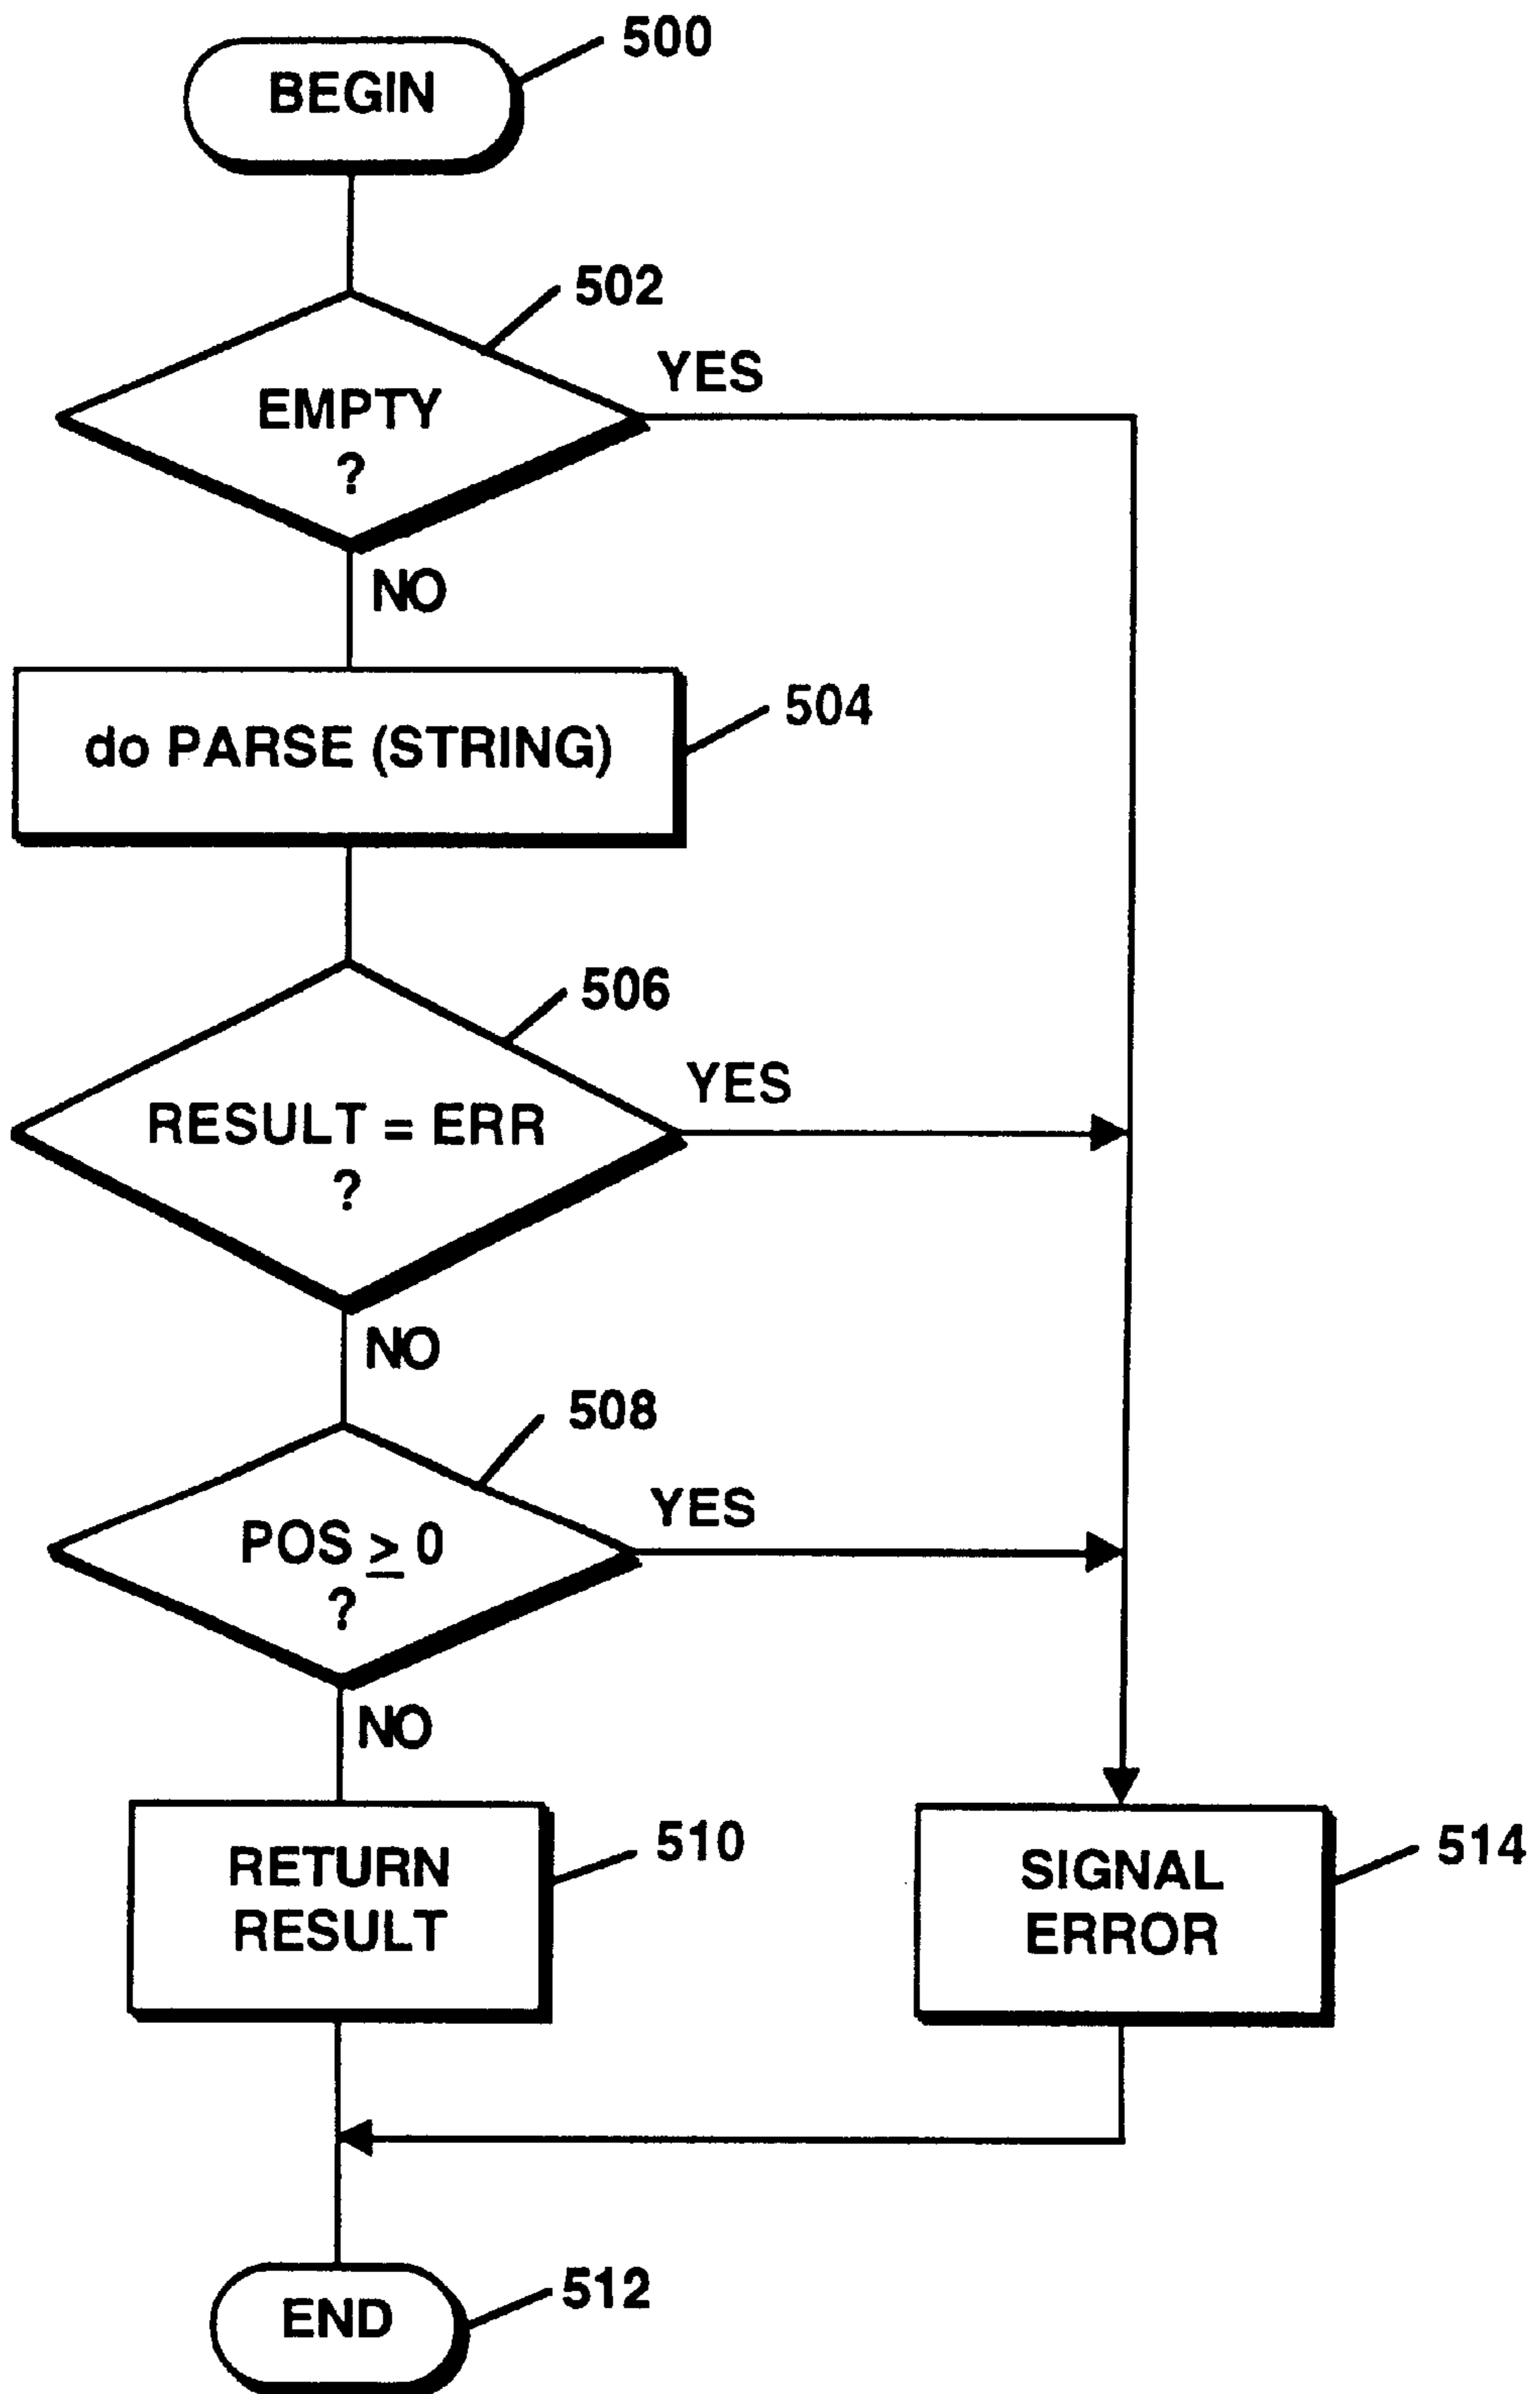 500
BEGIN
502
YES
EMPTY
?
NO
504
do PARSE (STRING)
506
YES
RESULT = ERR
?
NO
508
YES
POS ≥ 0
?
NO
510
RETURN
RESULT
514
SIGNAL
ERROR
512
END